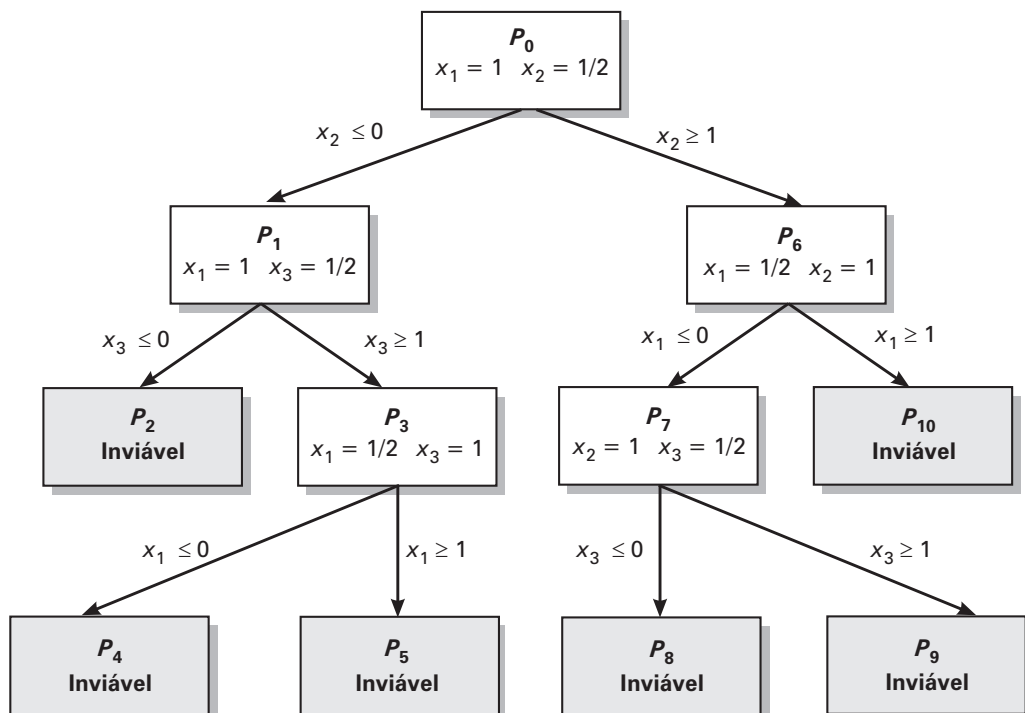 P₀
x₁ = 1 x₂ = 1/2
x₂ ≤ 0
x₂ ≥ 1
P₁
x₁ = 1 x₃ = 1/2
P₆
x₁ = 1/2 x₂ = 1
x₃ ≤ 0
x₃ ≥ 1
x₁ ≤ 0
x₁ ≥ 1
P₂
Inviável
P₃
x₁ = 1/2 x₃ = 1
P₇
x₂ = 1 x₃ = 1/2
P₁₀
Inviável
x₁ ≤ 0
x₁ ≥ 1
x₃ ≤ 0
x₃ ≥ 1
P₄
Inviável
P₅
Inviável
P₈
Inviável
P₉
Inviável